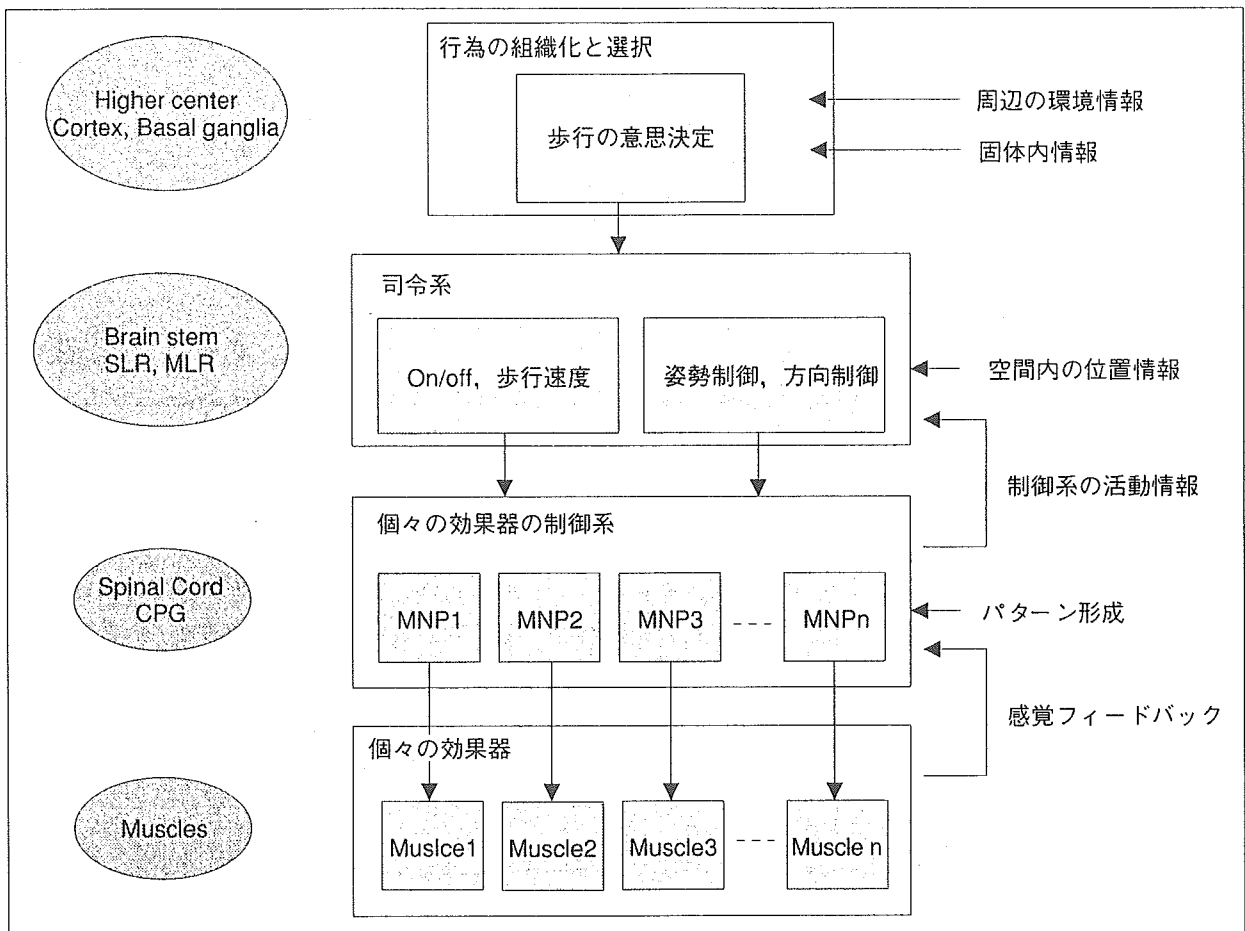 行為の組織化と選択
Higher center
Cortex, Basal ganglia
歩行の意思決定
周辺の環境情報
固体内情報
司令系
Brain stem
SLR, MLR
On/off, 歩行速度
姿勢制御, 方向制御
空間内の位置情報
制御系の活動情報
個々の効果器の制御系
Spinal Cord
CPG
MNP1
MNP2
MNP3
MNPn
パターン形成
感覚フィードバック
個々の効果器
Muscles
Muslce1
Muscle2
Muscle3
Muscle n